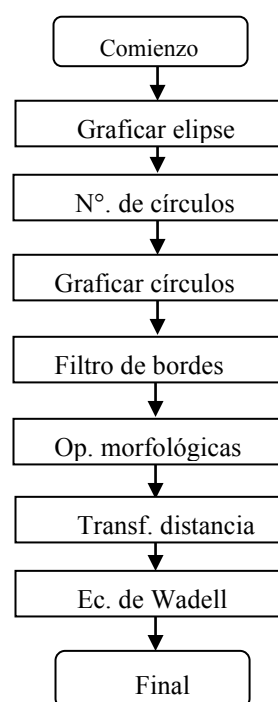 Comienzo
Graficar elipse
N°. de círculos
Graficar círculos
Filtro de bordes
Op. morfológicas
Transf. distancia
Ec. de Wadell
Final